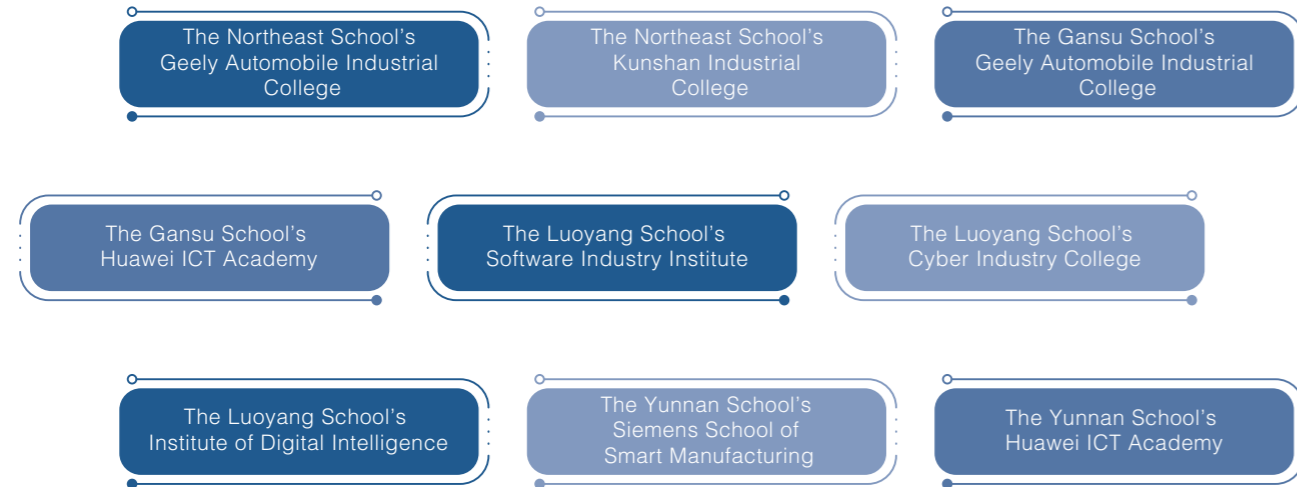 The Northeast School's
Geely Automobile Industrial
College
The Northeast School's
Kunshan Industrial
College
The Gansu School's
Geely Automobile Industrial
College
The Gansu School's
Huawei ICT Academy
The Luoyang School's
Software Industry Institute
The Luoyang School's
Cyber Industry College
The Luoyang School's
Institute of Digital Intelligence
The Yunnan School's
Siemens School of
Smart Manufacturing
The Yunnan School's
Huawei ICT Academy